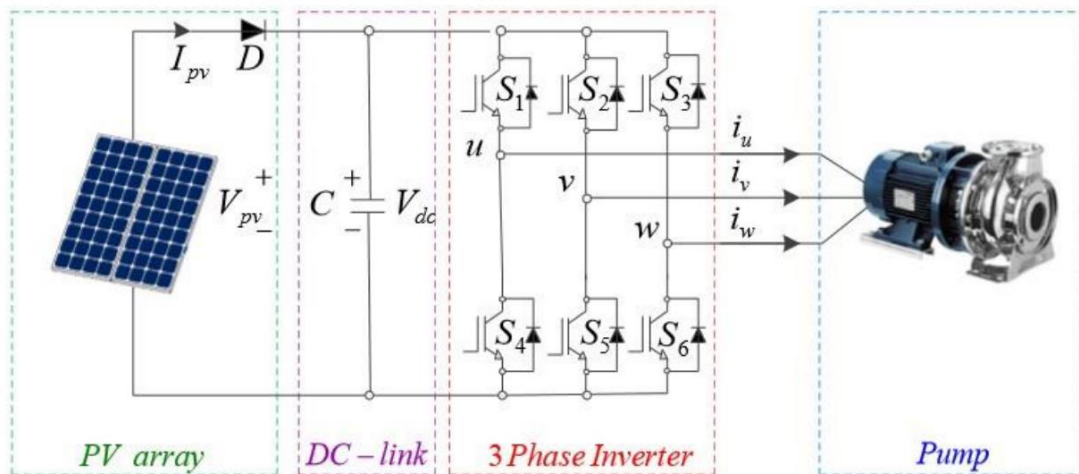 I_pv D
S_1 S_2 S_3
u i_u
V_pv + − C + − V_dc v i_v
w i_w
S_4 S_5 S_6
PV array DC – link 3 Phase Inverter Pump